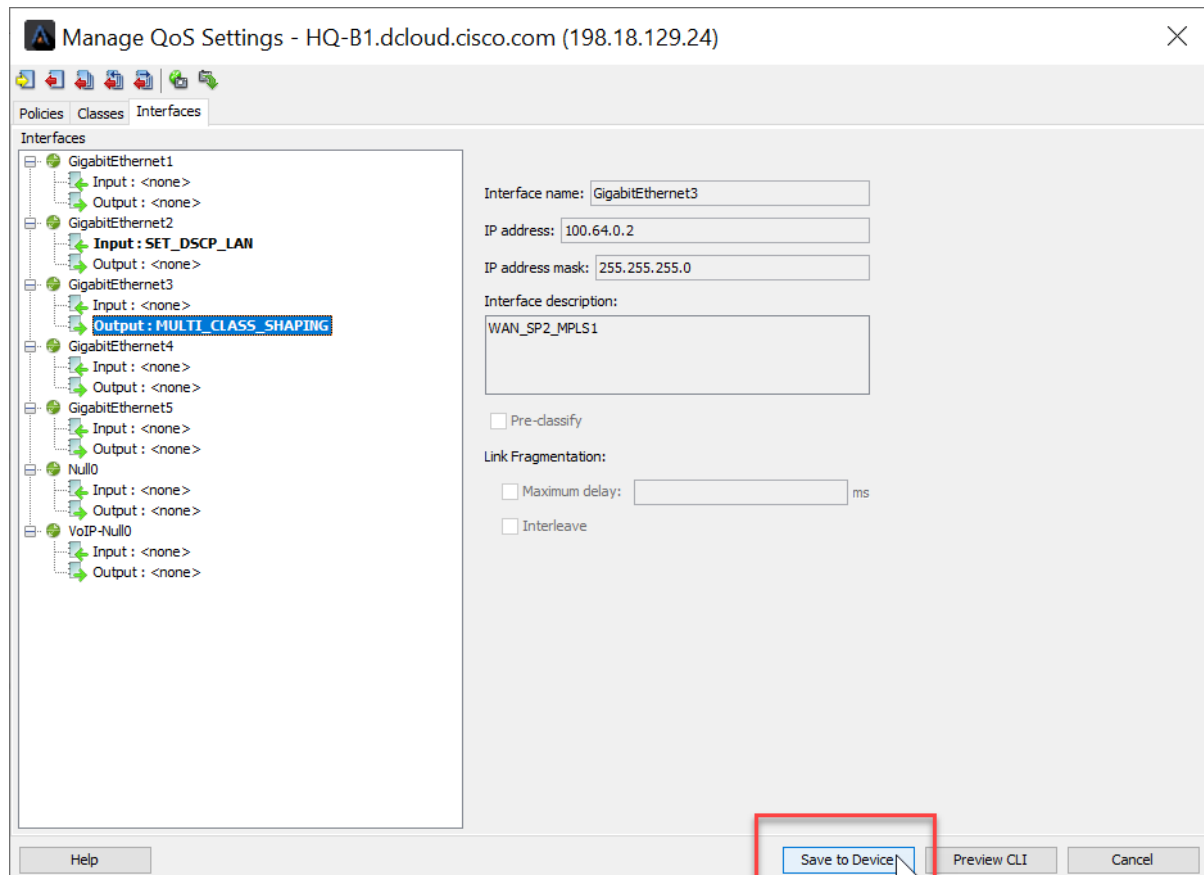 Manage QoS Settings - HQ-B1.dcloud.cisco.com (198.18.129.24)
Policies Classes Interfaces
Interfaces
GigabitEthernet1
Input : <none>
Output : <none>
GigabitEthernet2
Input : SET_DSCP_LAN
Output : <none>
GigabitEthernet3
Input : <none>
Output : MULTI_CLASS_SHAPING
GigabitEthernet4
Input : <none>
Output : <none>
GigabitEthernet5
Input : <none>
Output : <none>
Null0
Input : <none>
Output : <none>
VoIP-Null0
Input : <none>
Output : <none>
Interface name: GigabitEthernet3
IP address: 100.64.0.2
IP address mask: 255.255.255.0
Interface description:
WAN_SP2_MPLS1
Pre-classify
Link Fragmentation:
Maximum delay: ms
Interleave
Help Save to Device Preview CLI Cancel